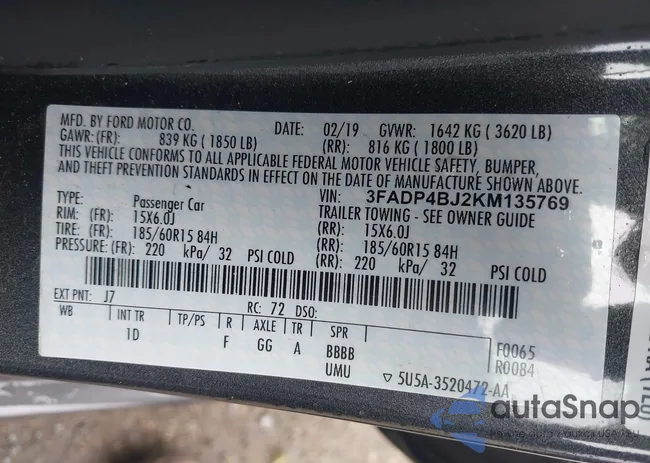 MFD. BY FORD MOTOR CO. DATE: 02/19 GVWR: 1642 KG ( 3620 LB)
GAWR:(FR): 839 KG ( 1850 LB) (RR): 816 KG ( 1800 LB)
THIS VEHICLE CONFORMS TO ALL APPLICABLE FEDERAL MOTOR VEHICLE SAFETY, BUMPER,
AND THEFT PREVENTION STANDARDS IN EFFECT ON THE DATE OF MANUFACTURE SHOWN ABOVE.
VIN: 3FADP4BJ2KM135769
TYPE: Passenger Car TRAILER TOWING - SEE OWNER GUIDE
RIM: (FR): 15X6.0J (RR): 15X6.0J
TIRE: (FR): 185/60R15 84H (RR): 185/60R15 84H
PRESSURE: (FR): 220 kPa/ 32 PSI COLD (RR): 220 kPa/ 32 PSI COLD
EXT PNT: J7 RC: 72 DSO:
WB INT TR TP/PS R AXLE TR SPR F0065
1D F GG A BBBB R0084
UMU ▽ 5U5A-3520472-AA
autoSnap